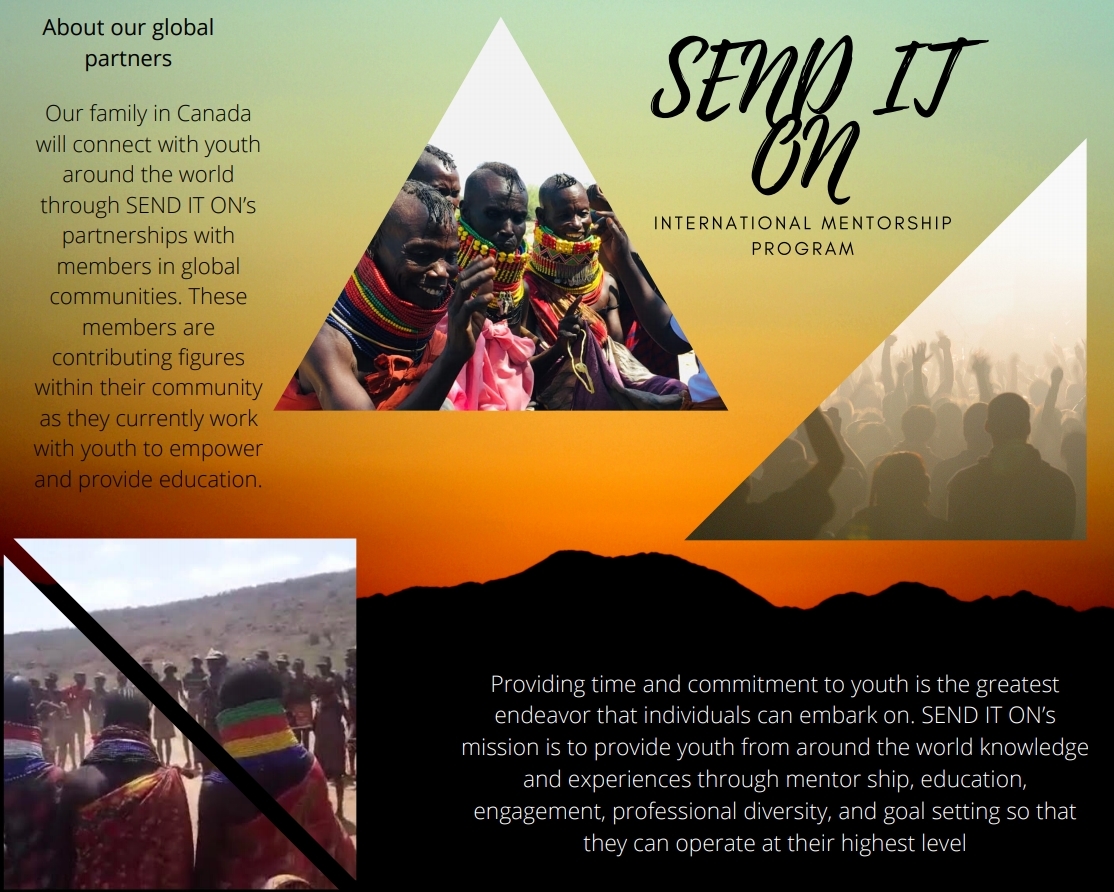 About our global
partners
Our family in Canada
will connect with youth
around the world
through SEND IT ON’s
partnerships with
members in global
communities. These
members are
contributing figures
within their community
as they currently work
with youth to empower
and provide education.
SEND IT
ON
INTERNATIONAL MENTORSHIP
PROGRAM
Providing time and commitment to youth is the greatest
endeavor that individuals can embark on. SEND IT ON’s
mission is to provide youth from around the world knowledge
and experiences through mentor ship, education,
engagement, professional diversity, and goal setting so that
they can operate at their highest level